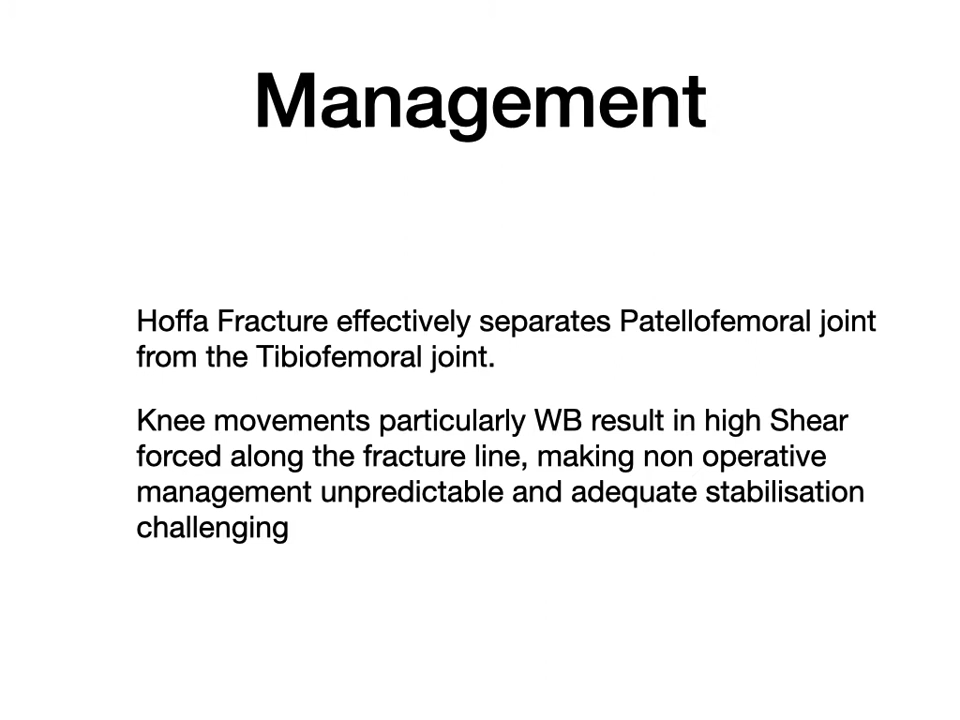 Management
Hoffa Fracture effectively separates Patellofemoral joint
from the Tibiofemoral joint.
Knee movements particularly WB result in high Shear
forced along the fracture line, making non operative
management unpredictable and adequate stabilisation
challenging